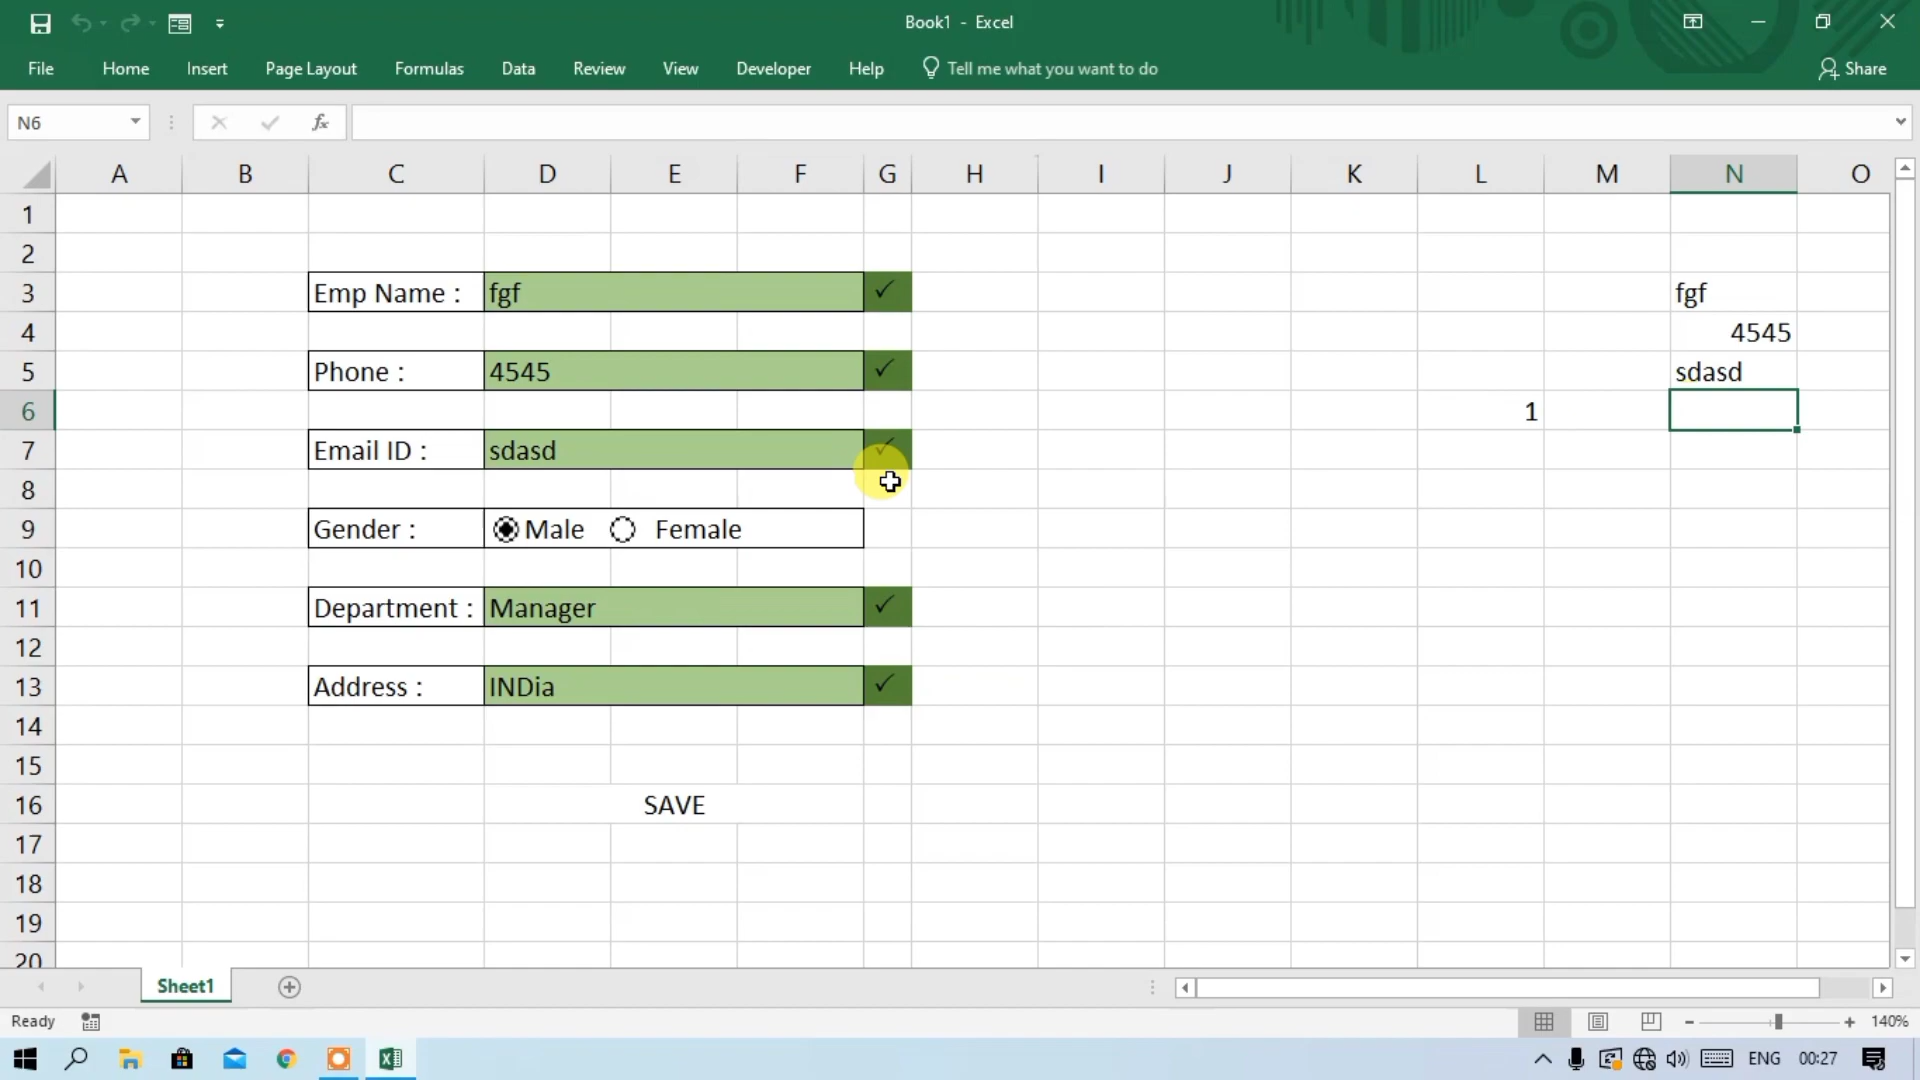 Book1 - Excel
File Home Insert Page Layout Formulas Data Review View Developer Help Tell me what you want to do Share
N6 fx
A B C D E F G H I J K L M N O
1
2
3 Emp Name : fgf ✓ fgf
4 4545
5 Phone : 4545 ✓ sdasd
6 1
7 Email ID : sdasd ✓
8
9 Gender : Male Female
10
11 Department : Manager ✓
12
13 Address : INDia ✓
14
15
16 SAVE
17
18
19
20
Sheet1
Ready 140%
ENG 00:27